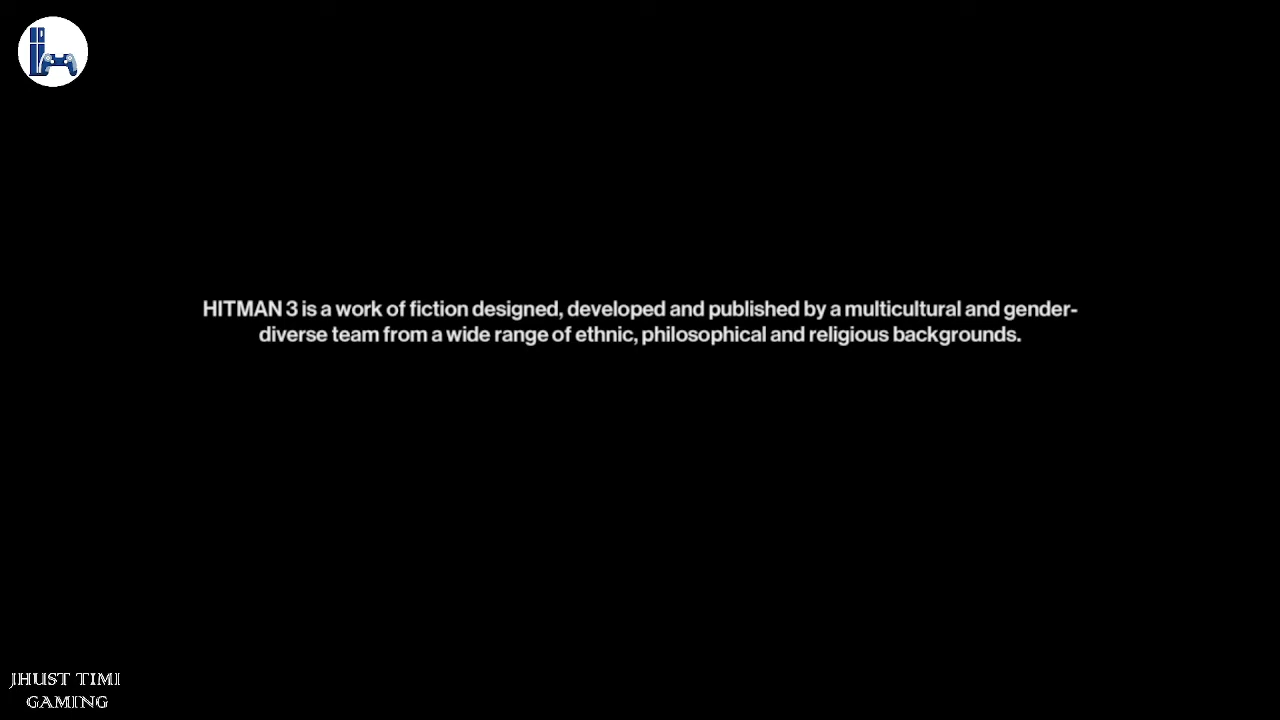 HITMAN 3 is a work of fiction designed, developed and published by a multicultural and gender-
diverse team from a wide range of ethnic, philosophical and religious backgrounds.
JHUST TIMI
GAMING